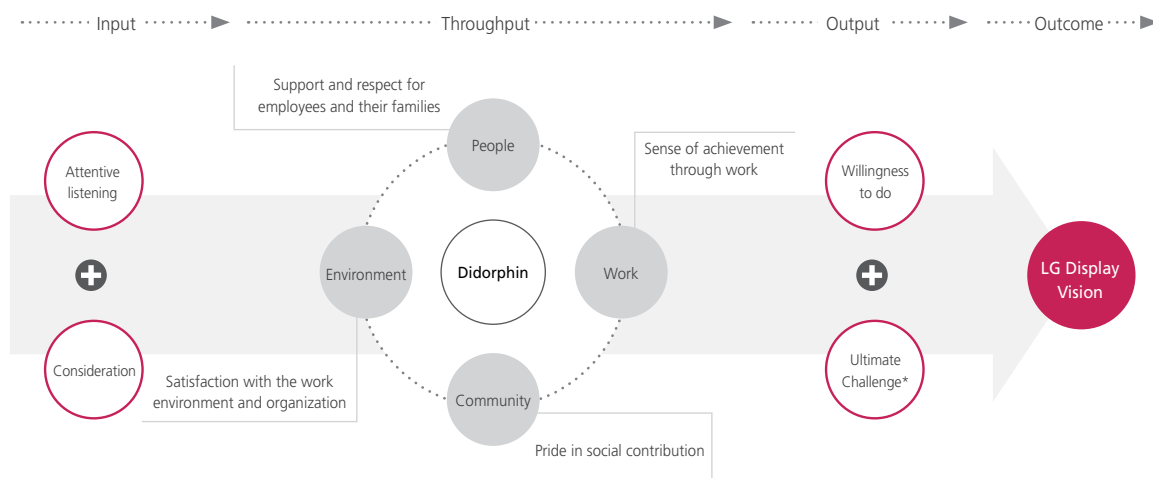 Input
Throughput
Output
Outcome
Support and respect for
employees and their families
People
Sense of achievement
through work
Attentive
listening
Willingness
to do
Environment
Didorphin
Work
LG Display
Vision
Consideration
Ultimate
Challenge*
Satisfaction with the work
environment and organization
Community
Pride in social contribution